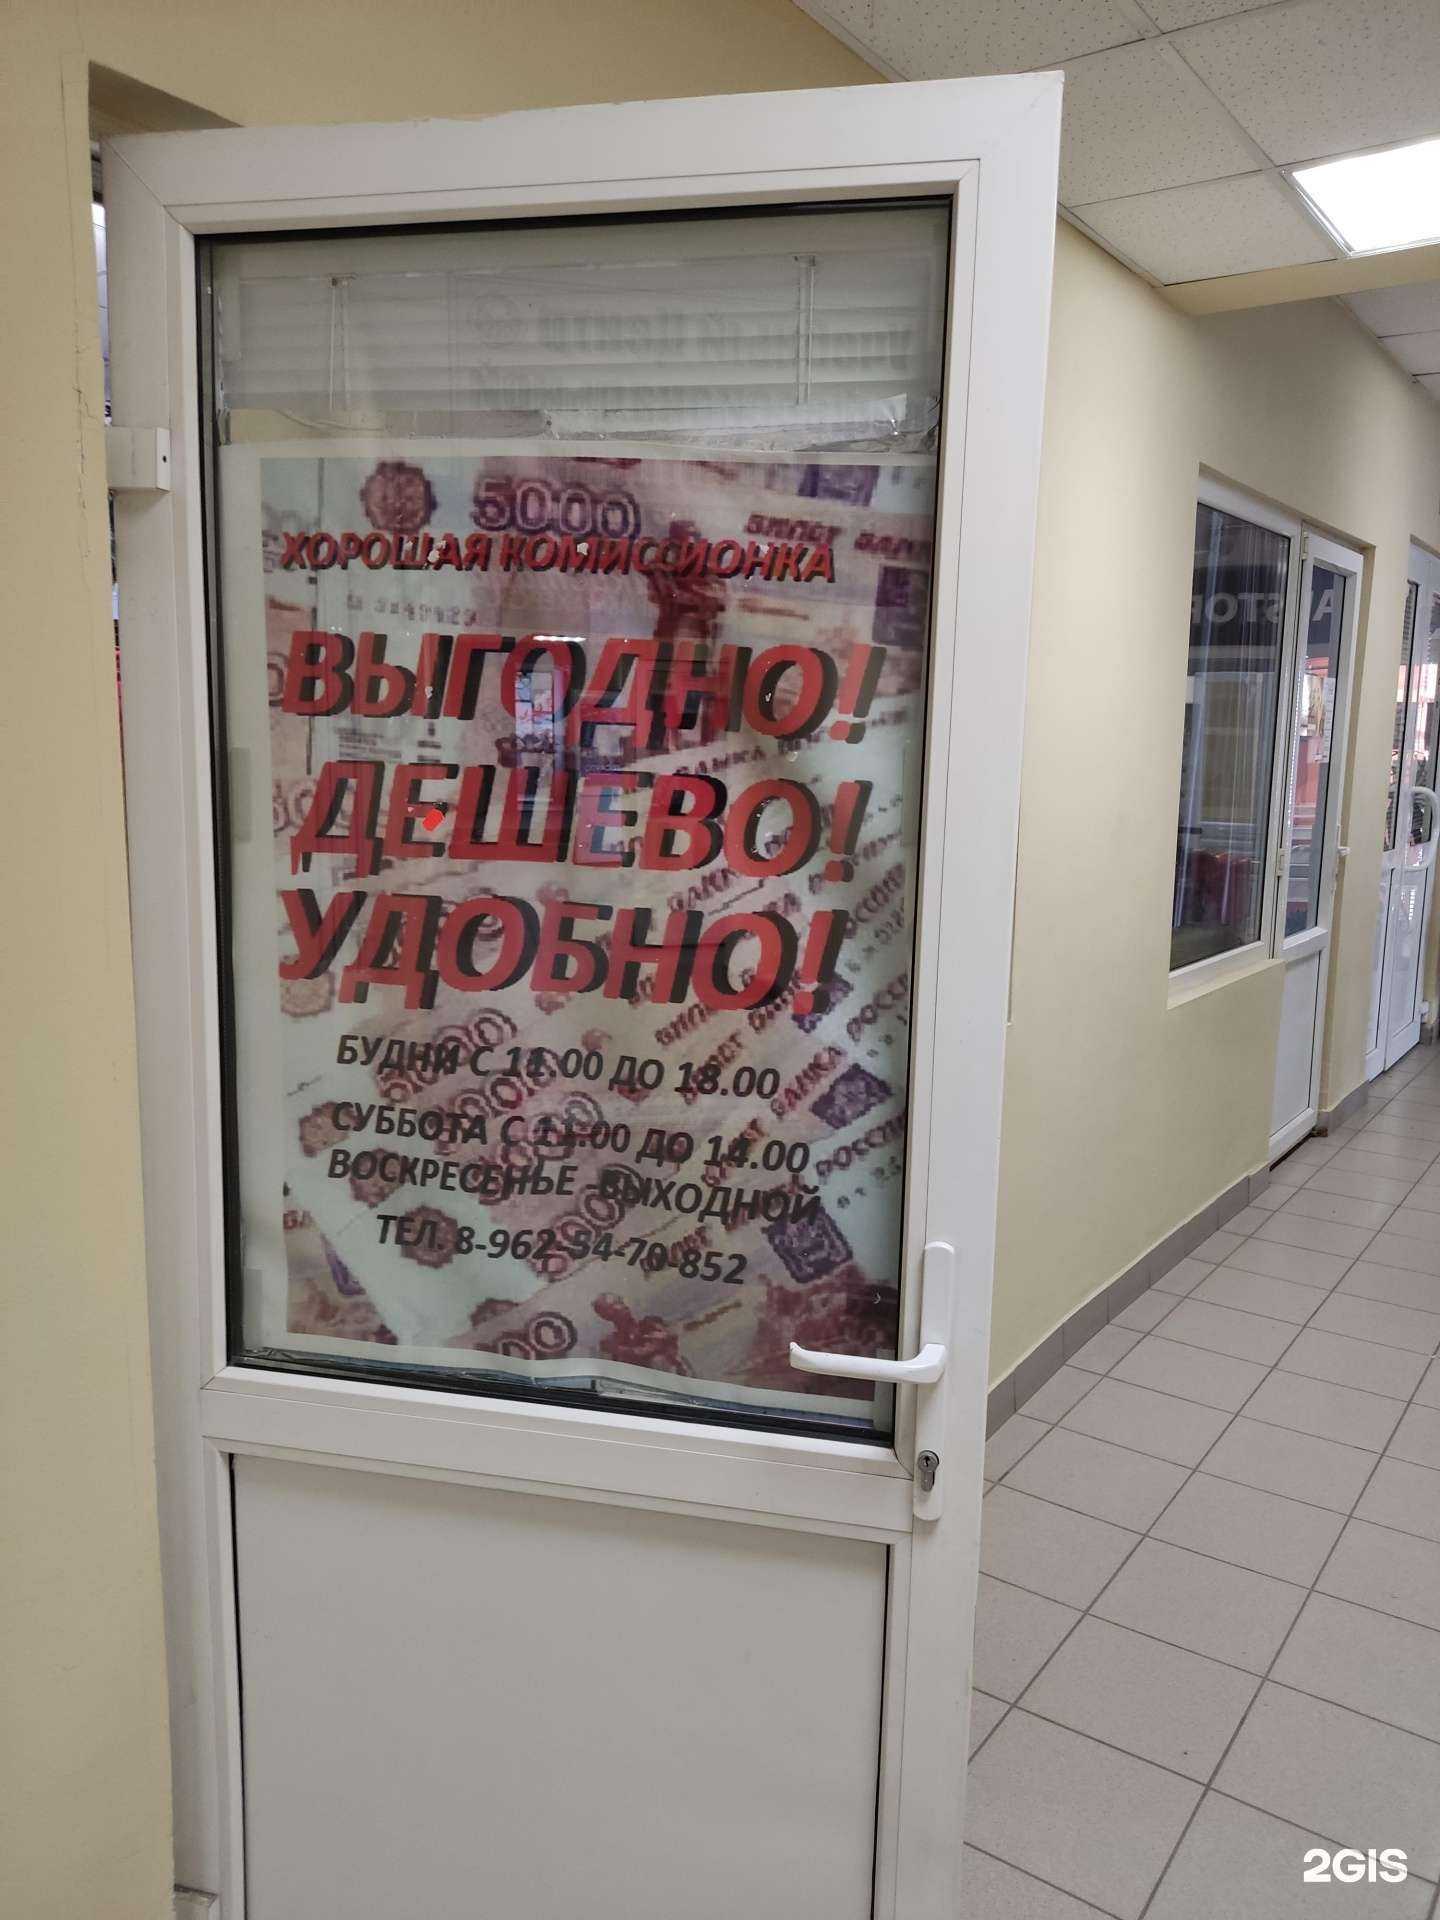 5000
ХОРОШАЯ КОМИССИОНКА
ВЫГОДНО!
ДЕШЕВО!
УДОБНО!
БУДНИ С 11.00 ДО 18.00
СУББОТА С 11.00 ДО 14.00
ВОСКРЕСЕНЬЕ -ВЫХОДНОЙ
ТЕЛ. 8-962-54-70-852
2GIS